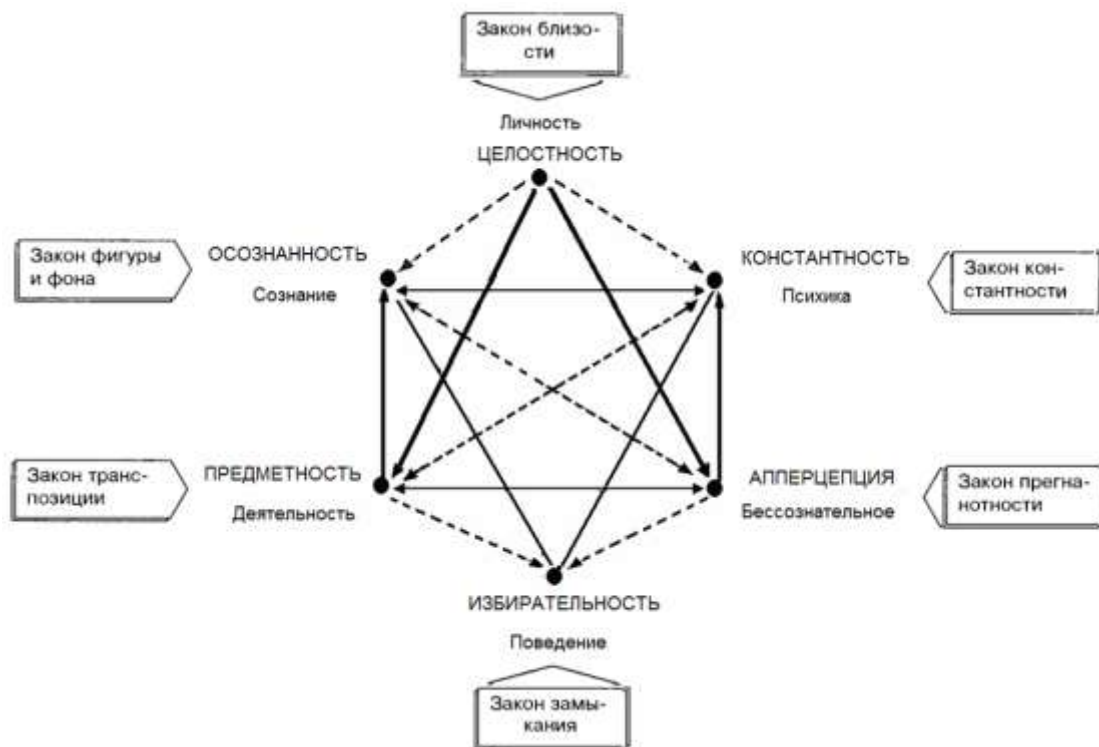 Закон близо-
сти
Личность
ЦЕЛОСТНОСТЬ
Закон фигуры
и фона
ОСОЗНАННОСТЬ
Сознание
КОНСТАНТНОСТЬ
Психика
Закон кон-
стантности
Закон транс-
позиции
ПРЕДМЕТНОСТЬ
Деятельность
АППЕРЦЕПЦИЯ
Бессознательное
Закон прегна-
нотности
ИЗБИРАТЕЛЬНОСТЬ
Поведение
Закон замы-
кания